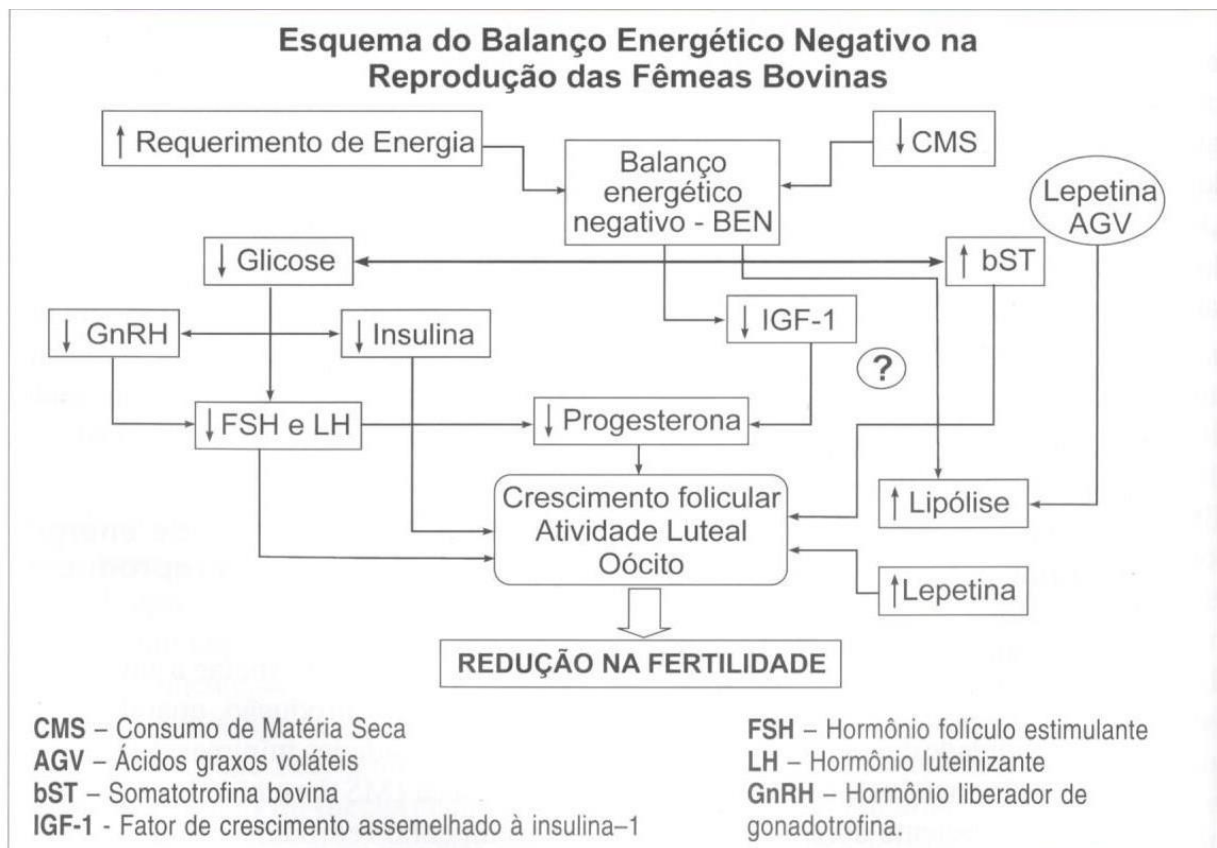 Esquema do Balanço Energético Negativo na
Reprodução das Fêmeas Bovinas
↑ Requerimento de Energia
Balanço
energético
negativo - BEN
↓ CMS
Lepetina
AGV
↓ Glicose
↑ bST
↓ GnRH
↓ Insulina
↓ IGF-1
?
↓ FSH e LH
↓ Progesterona
Crescimento folicular
Atividade Luteal
Oócito
↑ Lipólise
↑ Lepetina
REDUÇÃO NA FERTILIDADE
CMS – Consumo de Matéria Seca
AGV – Ácidos graxos voláteis
bST – Somatotrofina bovina
IGF-1 - Fator de crescimento assemelhado à insulina–1
FSH – Hormônio folículo estimulante
LH – Hormônio luteinizante
GnRH – Hormônio liberador de
gonadotrofina.